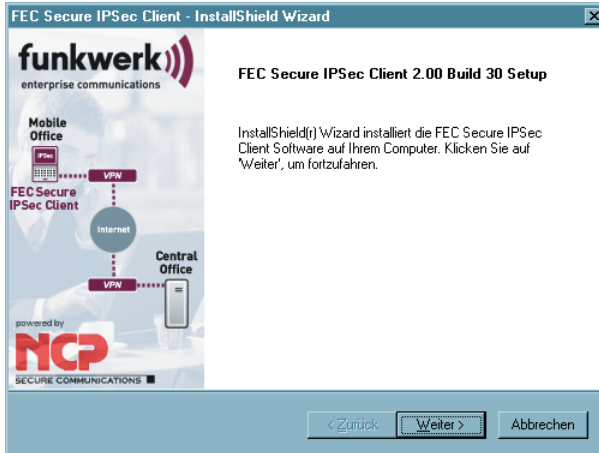 FEC Secure IPSec Client - InstallShield Wizard
funkwerk
enterprise communications
Mobile
Office
IPSec
VPN
FEC Secure
IPSec Client
Internet
Central
Office
VPN
powered by
NCP
SECURE COMMUNICATIONS
FEC Secure IPSec Client 2.00 Build 30 Setup
InstallShield(r) Wizard installiert die FEC Secure IPSec
Client Software auf Ihrem Computer. Klicken Sie auf
'Weiter', um fortzufahren.
< Zurück
Weiter >
Abbrechen